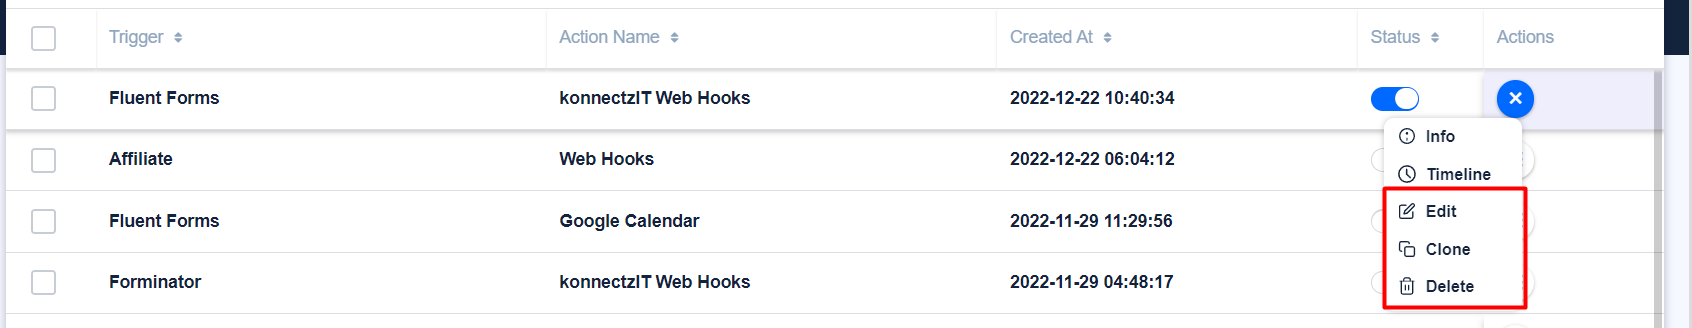 Trigger Action Name Created At Status Actions
Fluent Forms konnectzIT Web Hooks 2022-12-22 10:40:34
Info
Affiliate Web Hooks 2022-12-22 06:04:12
Timeline
Edit
Fluent Forms Google Calendar 2022-11-29 11:29:56
Clone
Forminator konnectzIT Web Hooks 2022-11-29 04:48:17
Delete